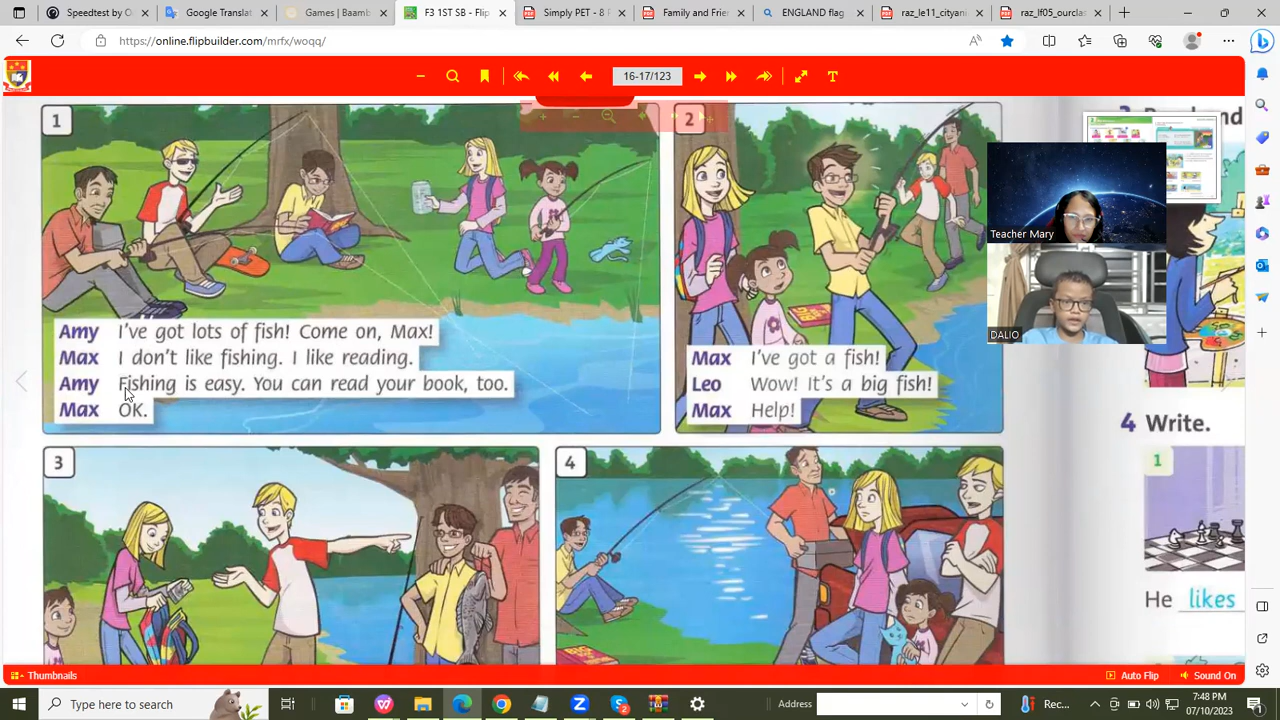 Speedtest by O
Google Translat
Games | Baamb
F3 1ST SB - Flip
Simply PET - 8 F
Family and Frie
ENGLAND flag
raz_le11_cityani
raz_lf05_ourclas
https://online.flipbuilder.com/mrfx/woqq/
16-17/123
1
Amy I've got lots of fish! Come on, Max!
Max I don't like fishing. I like reading.
Amy Fishing is easy. You can read your book, too.
Max OK.
2
Max I've got a fish!
Leo Wow! It's a big fish!
Max Help!
3
4
Teacher Mary
DALIO
4 Write.
1
He likes
Thumbnails
Auto Flip
Sound On
Type here to search
Address
Rec...
7:48 PM
07/10/2023